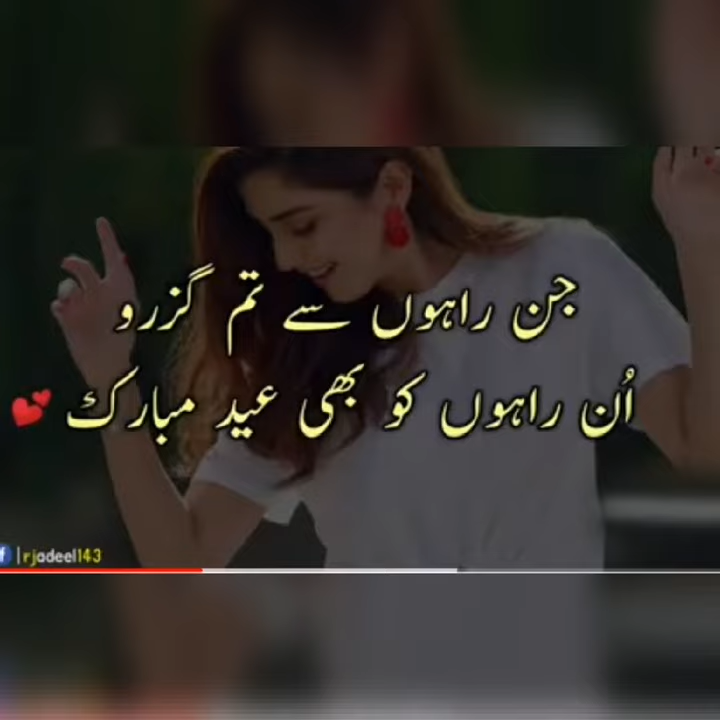 جن راہوں سے تم گزرو
اُن راہوں کو بھی عید مبارک 💕
f |rjadeel143